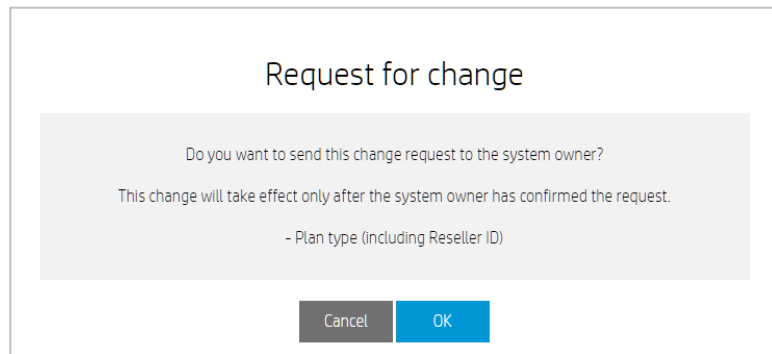 Request for change
Do you want to send this change request to the system owner?
This change will take effect only after the system owner has confirmed the request.
- Plan type (including Reseller ID)
Cancel OK